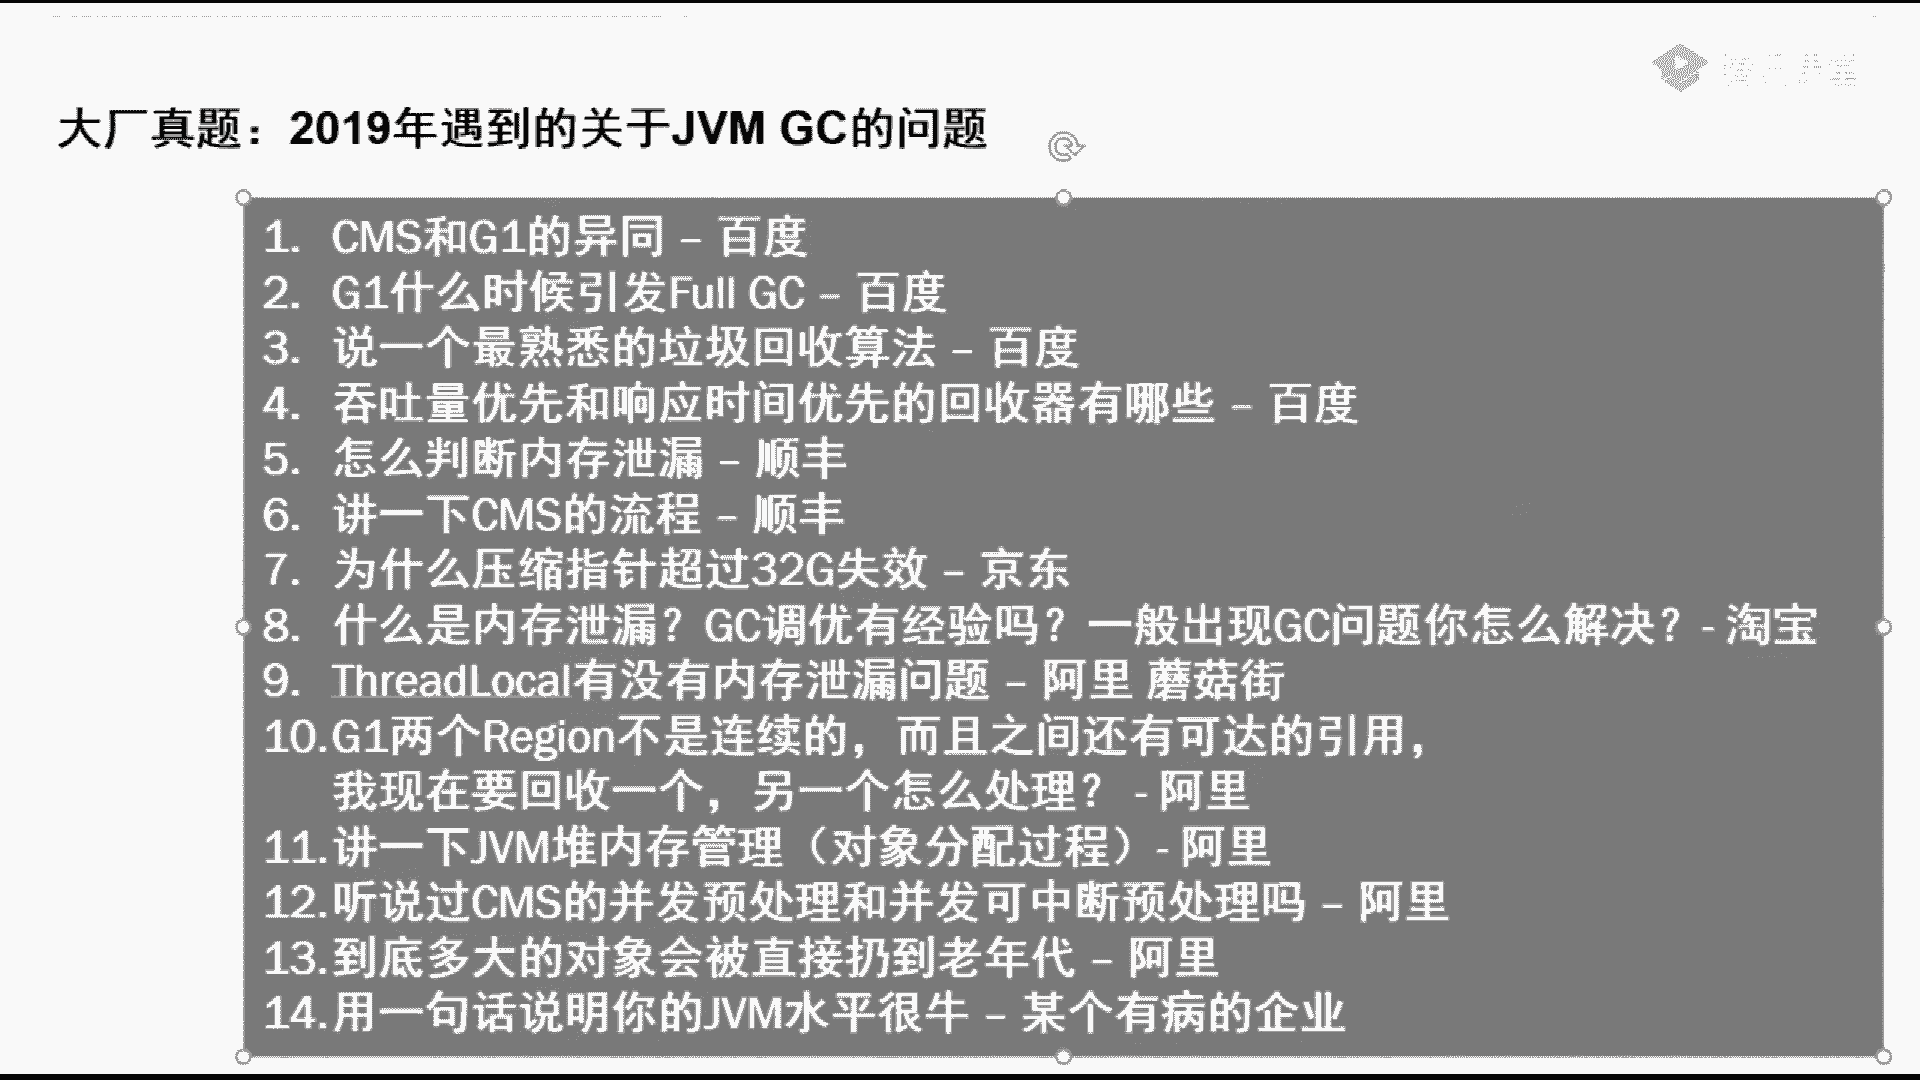 大厂真题：2019年遇到的关于JVM GC的问题
1. CMS和G1的异同 – 百度
2. G1什么时候引发Full GC – 百度
3. 说一个最熟悉的垃圾回收算法 – 百度
4. 吞吐量优先和响应时间优先的回收器有哪些 – 百度
5. 怎么判断内存泄漏 – 顺丰
6. 讲一下CMS的流程 – 顺丰
7. 为什么压缩指针超过32G失效 – 京东
8. 什么是内存泄漏？GC调优有经验吗？一般出现GC问题你怎么解决？- 淘宝
9. ThreadLocal有没有内存泄漏问题 – 阿里 蘑菇街
10.G1两个Region不是连续的，而且之间还有可达的引用，
我现在要回收一个，另一个怎么处理？ - 阿里
11.讲一下JVM堆内存管理（对象分配过程）- 阿里
12.听说过CMS的并发预处理和并发可中断预处理吗 – 阿里
13.到底多大的对象会被直接扔到老年代 – 阿里
14.用一句话说明你的JVM水平很牛 – 某个有病的企业